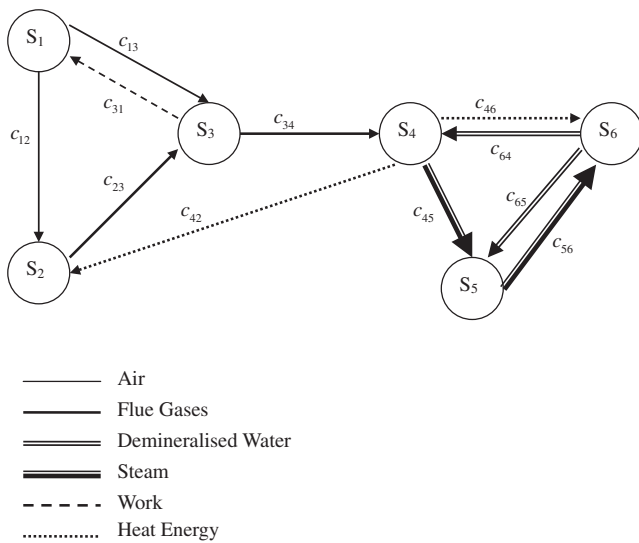 S₁
c₁₃
c₃₁
c₁₂
S₃
c₃₄
S₄
c₄₆
S₆
c₆₄
c₂₃
c₄₂
c₄₅
c₆₅
c₅₆
S₂
S₅
Air
Flue Gases
Demineralised Water
Steam
Work
Heat Energy